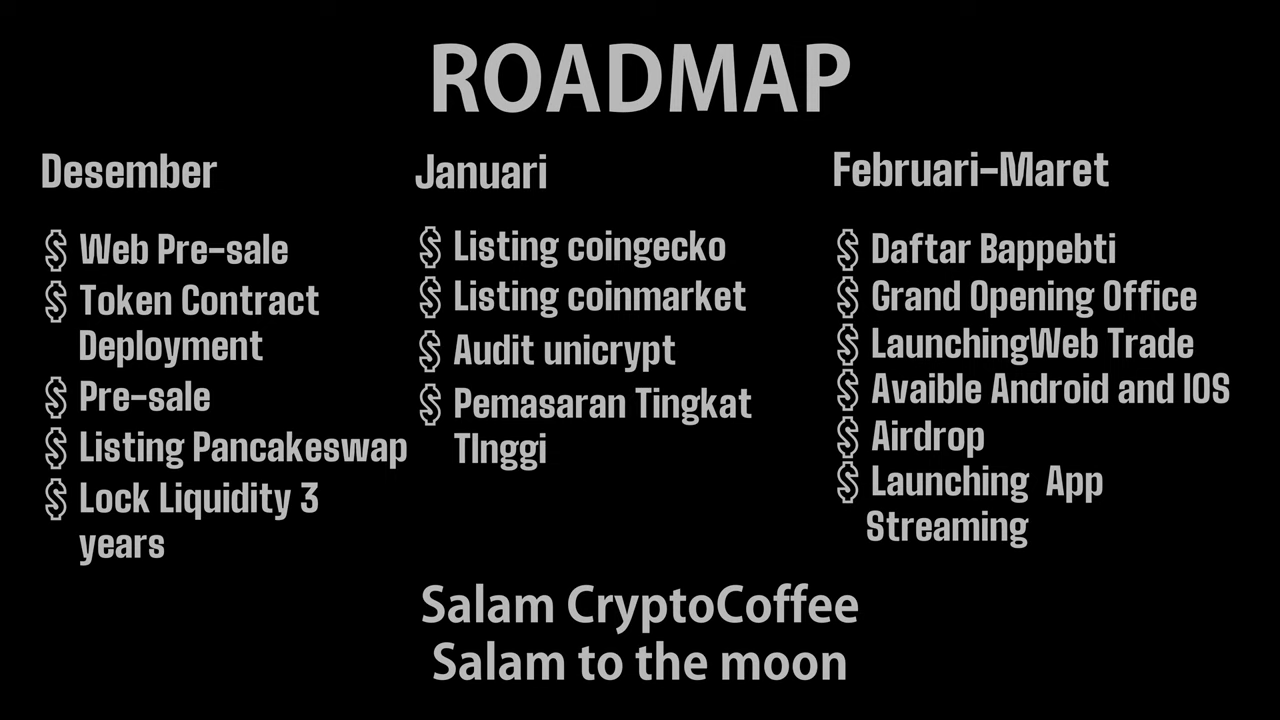 ROADMAP
Desember
$ Web Pre-sale
$ Token Contract
Deployment
$ Pre-sale
$ Listing Pancakeswap
$ Lock Liquidity 3
years
Januari
$ Listing coingecko
$ Listing coinmarket
$ Audit unicrypt
$ Pemasaran Tingkat
TInggi
Februari-Maret
$ Daftar Bappebti
$ Grand Opening Office
$ LaunchingWeb Trade
$ Avaible Android and IOS
$ Airdrop
$ Launching App
Streaming
Salam CryptoCoffee
Salam to the moon